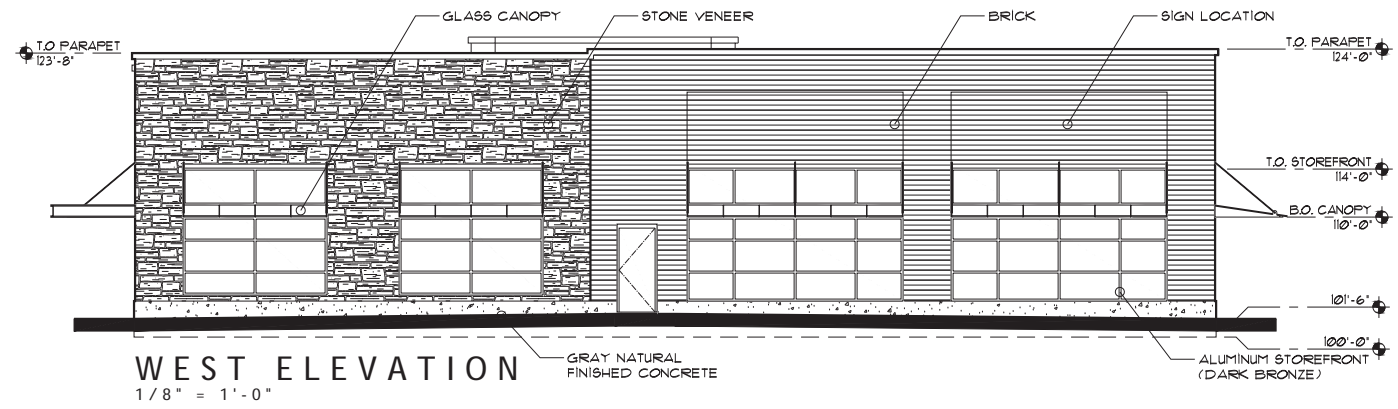 GLASS CANOPY
STONE VENEER
BRICK
SIGN LOCATION
T.O PARAPET
123'-8"
T.O. PARAPET
124'-0"
T.O. STOREFRONT
114'-0"
B.O. CANOPY
110'-0"
101'-6"
100'-0"
GRAY NATURAL
FINISHED CONCRETE
ALUMINUM STOREFRONT
(DARK BRONZE)
WEST ELEVATION
1/8" = 1'-0"